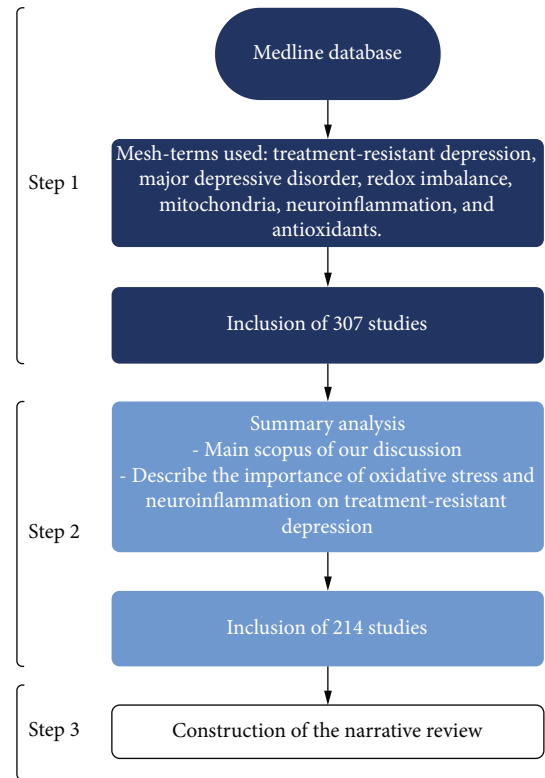 Medline database
Step 1
Mesh-terms used: treatment-resistant depression,
major depressive disorder, redox imbalance,
mitochondria, neuroinflammation, and
antioxidants.
Inclusion of 307 studies
Step 2
Summary analysis
- Main scopus of our discussion
- Describe the importance of oxidative stress and
neuroinflammation on treatment-resistant
depression
Inclusion of 214 studies
Step 3
Construction of the narrative review